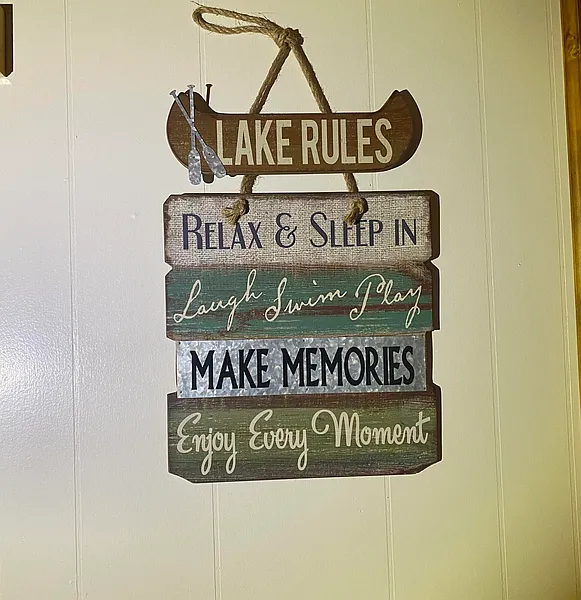 LAKE RULES
RELAX & SLEEP IN
Laugh Swim Play
MAKE MEMORIES
Enjoy Every Moment